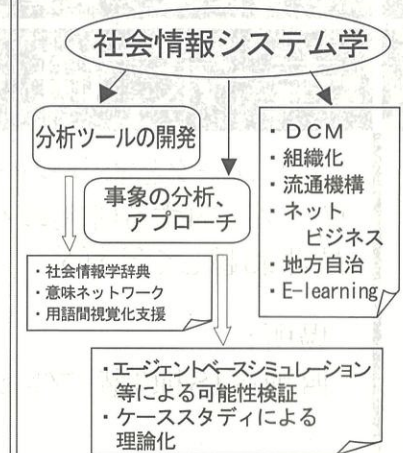 社会情報システム学
分析ツールの開発
事象の分析、
アプローチ
・ＤＣＭ
・組織化
・流通機構
・ネット
ビジネス
・地方自治
・E-learning
・社会情報学辞典
・意味ネットワーク
・用語間視覚化支援
・エージェントベースシミュレーション
等による可能性検証
・ケーススタディによる
理論化